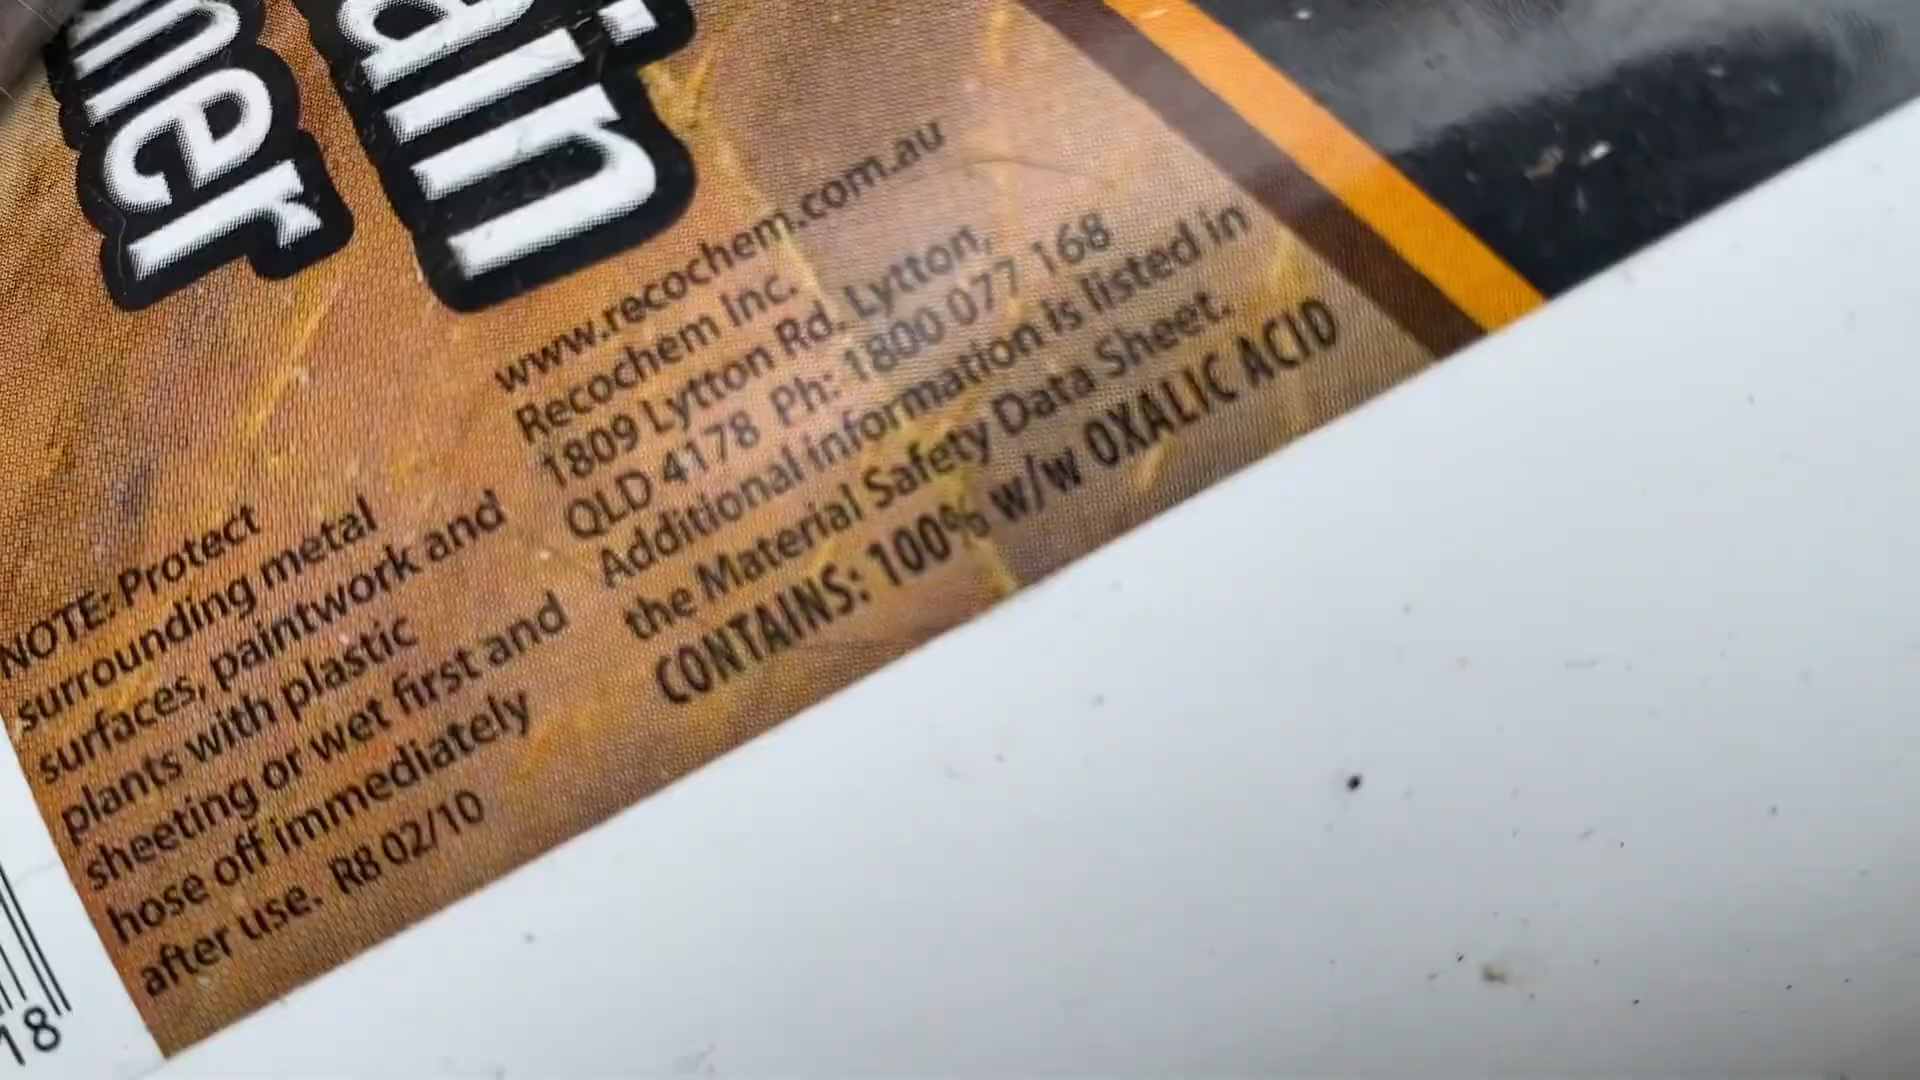 www.recochem.com.au
Recochem Inc.
1809 Lytton Rd. Lytton,
QLD 4178 Ph: 1800 077 168
Additional information is listed in
the Material Safety Data Sheet.
CONTAINS: 100% w/w OXALIC ACID
NOTE: Protect
surrounding metal
surfaces, paintwork and
plants with plastic
sheeting or wet first and
hose off immediately
after use. R8 02/10
18